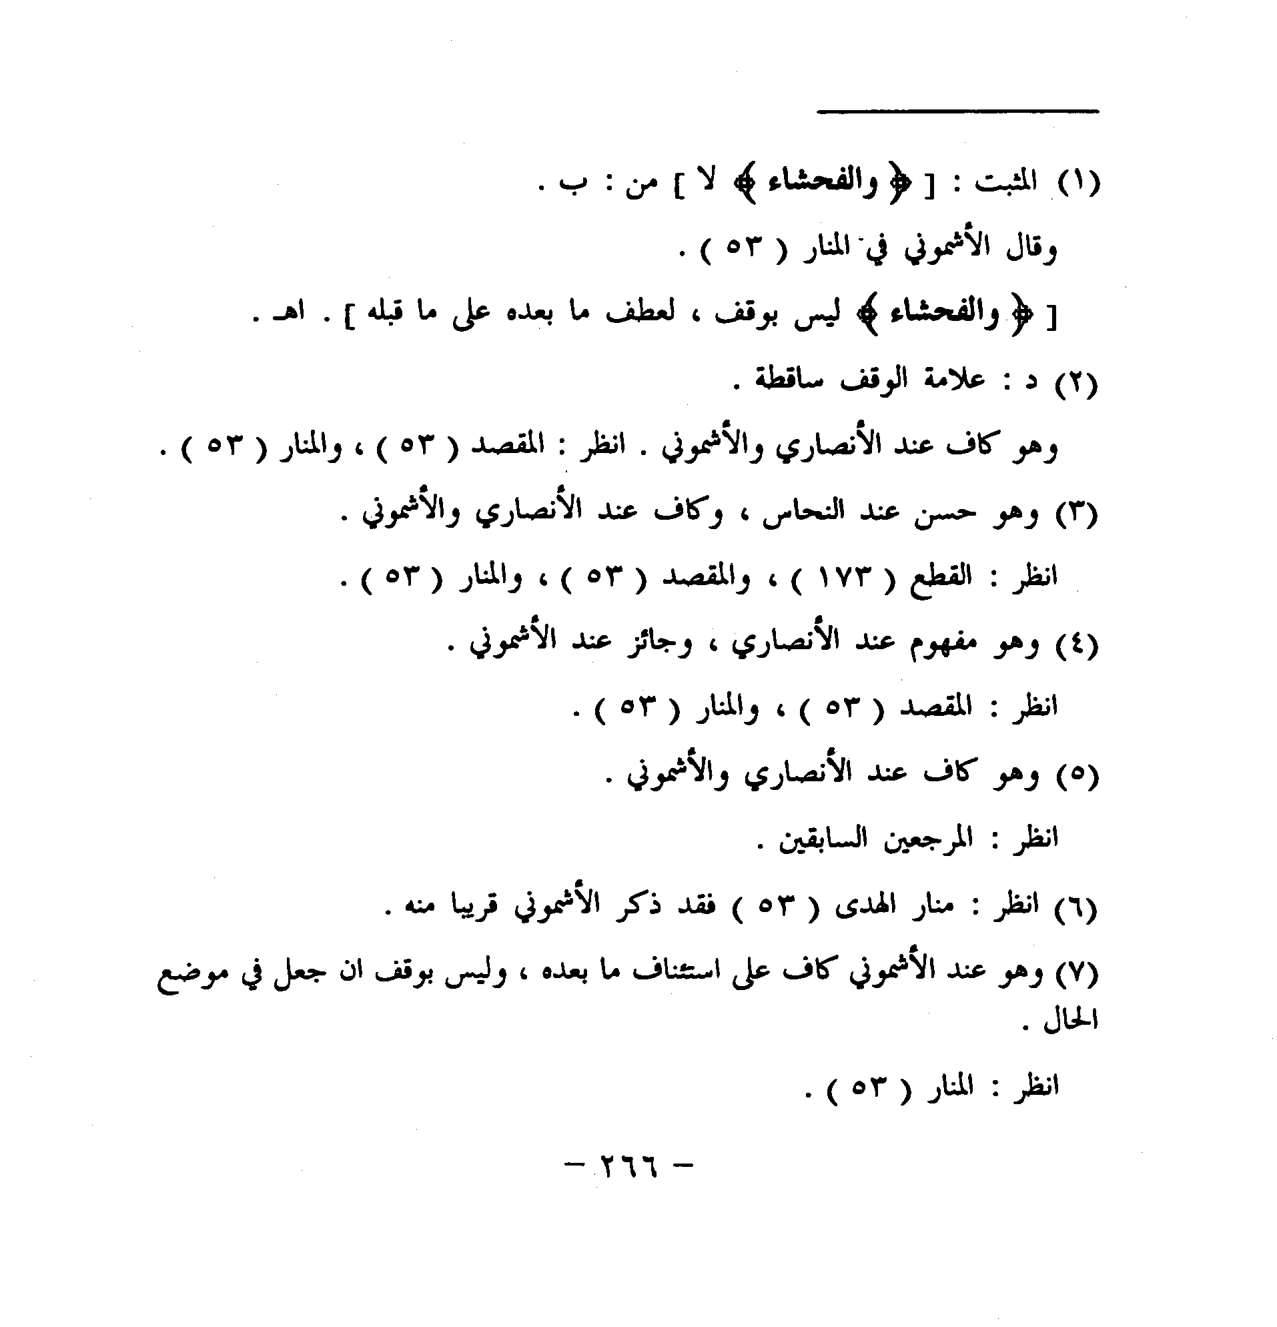 (١) المثبت : [ ﴿ والفحشاء ﴾ لا ] من : ب .
وقال الأشموني في المنار ( ٥٣ ) .
[ ﴿ والفحشاء ﴾ ليس بوقف ، لعطف ما بعده على ما قبله ] . اهـ .
(٢) د : علامة الوقف ساقطة .
وهو كاف عند الأنصاري والأشموني . انظر : المقصد ( ٥٣ ) ، والمنار ( ٥٣ ) .
(٣) وهو حسن عند النحاس ، وكاف عند الأنصاري والأشموني .
انظر : القطع ( ١٧٣ ) ، والمقصد ( ٥٣ ) ، والمنار ( ٥٣ ) .
(٤) وهو مفهوم عند الأنصاري ، وجائز عند الأشموني .
انظر : المقصد ( ٥٣ ) ، والمنار ( ٥٣ ) .
(٥) وهو كاف عند الأنصاري والأشموني .
انظر : المرجعين السابقين .
(٦) انظر : منار الهدى ( ٥٣ ) فقد ذكر الأشموني قريبا منه .
(٧) وهو عند الأشموني كاف على استئناف ما بعده ، وليس بوقف ان جعل في موضع
الحال .
انظر : المنار ( ٥٣ ) .
– ٢٦٦ –